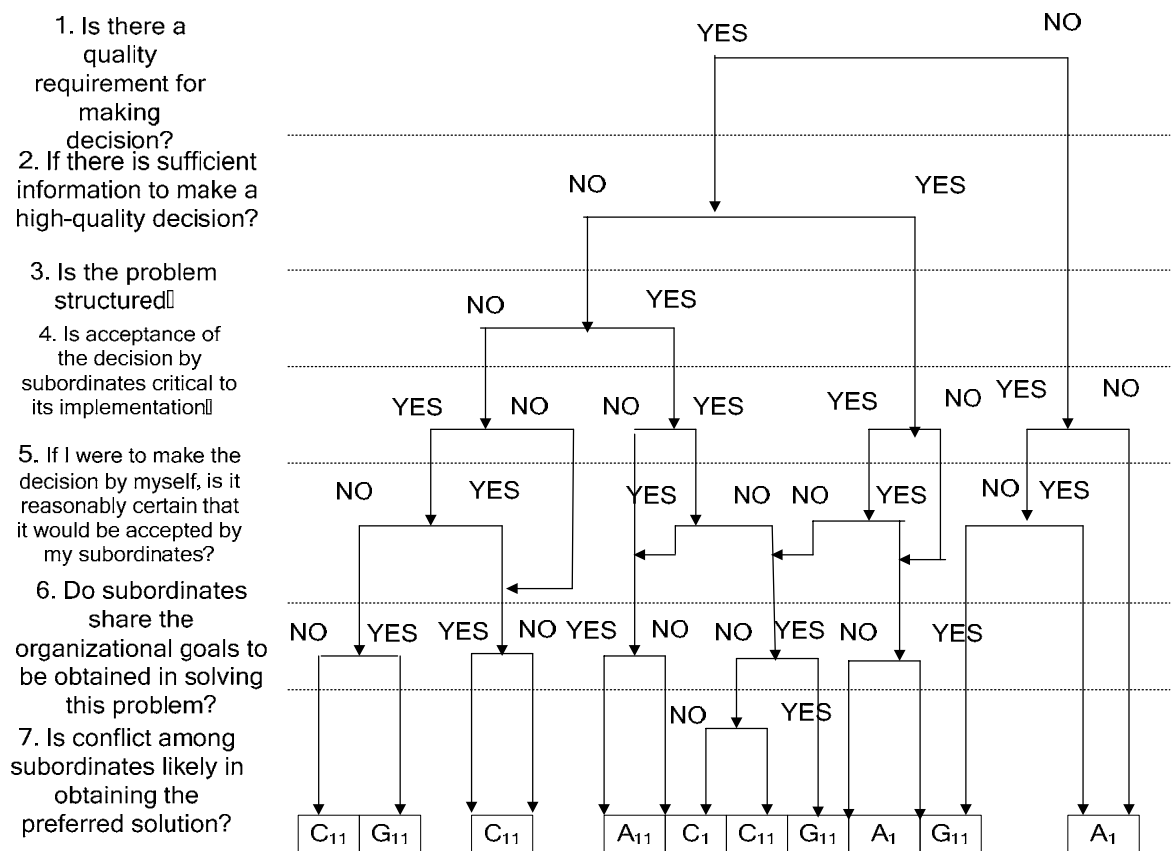 1. Is there a
quality
requirement for
making
decision?
2. If there is sufficient
information to make a
high-quality decision?
3. Is the problem
structured
4. Is acceptance of
the decision by
subordinates critical to
its implementation
5. If I were to make the
decision by myself, is it
reasonably certain that
it would be accepted by
my subordinates?
6. Do subordinates
share the
organizational goals to
be obtained in solving
this problem?
7. Is conflict among
subordinates likely in
obtaining the
preferred solution?
YES NO
NO YES
NO YES
YES NO NO YES YES NO YES NO
NO YES YES NO NO YES NO YES
NO YES YES NO YES NO NO YES NO YES
NO YES
C₁₁ G₁₁ C₁₁ A₁₁ C₁ C₁₁ G₁₁ A₁ G₁₁ A₁